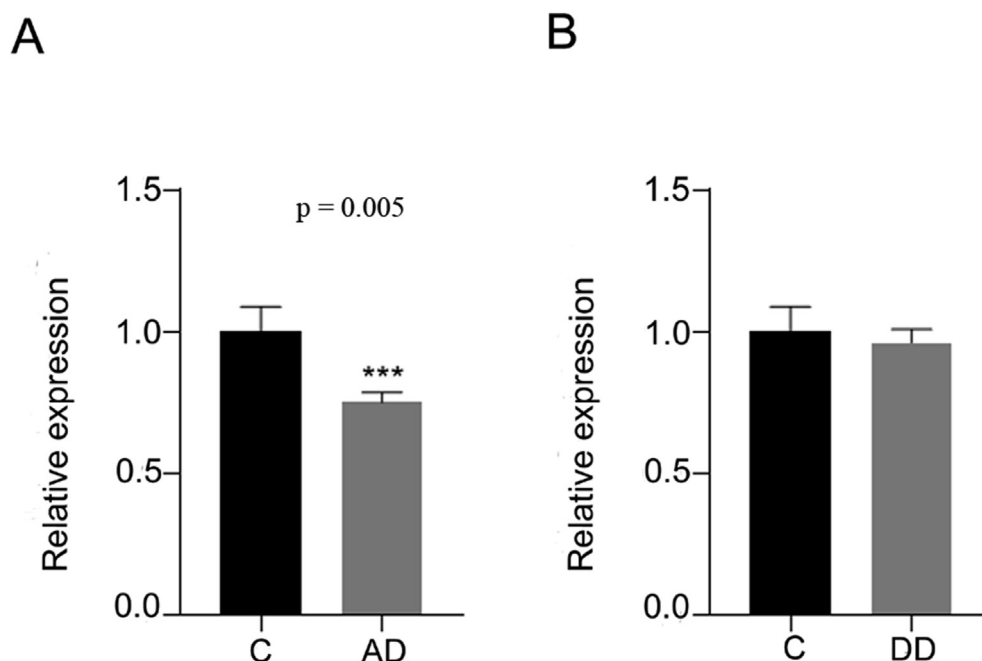 A
Relative expression
1.5
1.0
0.5
0.0
p = 0.005
***
C
AD
B
Relative expression
1.5
1.0
0.5
0.0
C
DD